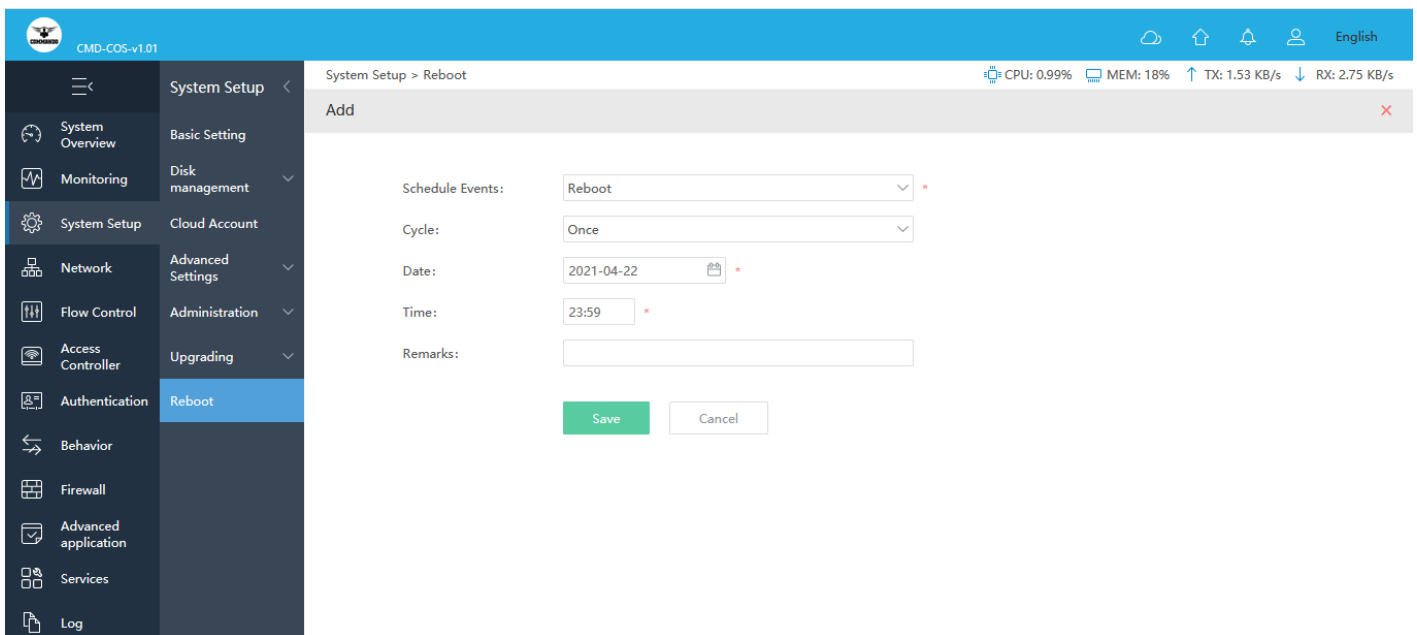 COMMANDO
CMD-COS-v1.01
English
System Setup
System Setup > Reboot
CPU: 0.99%
MEM: 18%
TX: 1.53 KB/s
RX: 2.75 KB/s
Add
System
Overview
Monitoring
System Setup
Network
Flow Control
Access
Controller
Authentication
Behavior
Firewall
Advanced
application
Services
Log
Basic Setting
Disk
management
Cloud Account
Advanced
Settings
Administration
Upgrading
Reboot
Schedule Events: Reboot *
Cycle: Once
Date: 2021-04-22 *
Time: 23:59 *
Remarks:
Save
Cancel